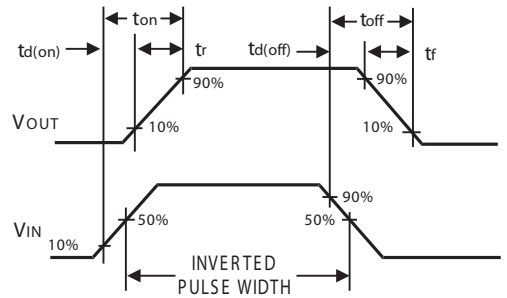 ton
toff
td(on)
tr
td(off)
tf
90%
90%
VOUT
10%
10%
90%
VIN
50%
50%
10%
INVERTED
PULSE WIDTH